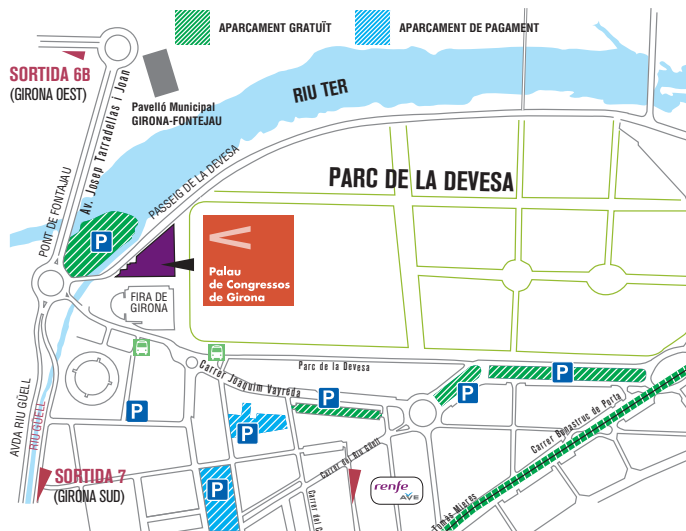 APARCAMENT GRATUÏT
APARCAMENT DE PAGAMENT
SORTIDA 6B
(GIRONA OEST)
Av. Josep Tarradellas i Joan
Pavelló Municipal
GIRONA-FONTEJAU
RIU TER
PONT DE FONTAJAU
PASSEIG DE LA DEVESA
PARC DE LA DEVESA
P
Palau
de Congressos
de Girona
FIRA DE
GIRONA
Parc de la Devesa
Carrer Joaquim Vayreda
P
P
P
P
P
AVDA RIU GÜELL
RIU GÜELL
Carrer Bonastruc de Porta
Carrer del Riu Güell
SORTIDA 7
(GIRONA SUD)
P
renfe
AVE
Carrer del C
Tomàs Mieres